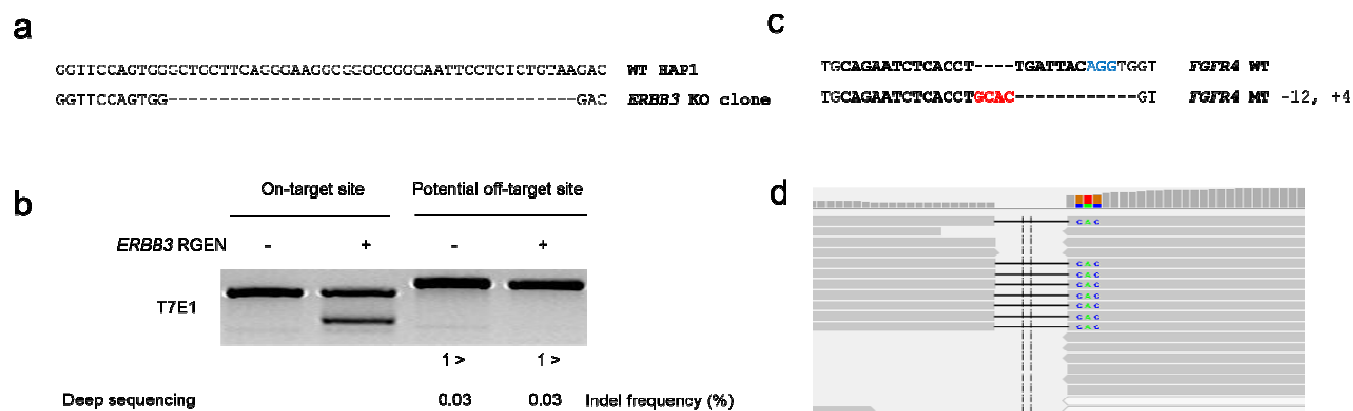 a
GGTTCCAGTGGGCTGCTTCAGGGAAGGCGGGCCGGGAATTCCTCTCTGTAAGAC WT HAP1
GGTTCCAGTGG----------------------------------------GAC ERBB3 KO clone
b
On-target site Potential off-target site
ERBB3 RGEN - + - +
T7E1
1 > 1 >
Deep sequencing 0.03 0.03 Indel frequency (%)
c
TGCAGAATCTCACCT----TGATTACAGGTGGT FGFR4 WT
TGCAGAATCTCACCTGCAC------------GT FGFR4 MT -12, +4
d
C A C
C A C
C A C
C A C
C A C
C A C
C A C
C A C